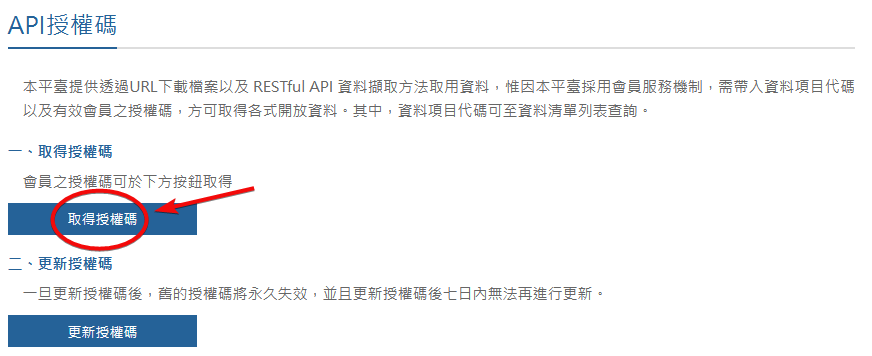 API授權碼
本平臺提供透過URL下載檔案以及 RESTful API 資料擷取方法取用資料，惟因本平臺採用會員服務機制，需帶入資料項目代碼
以及有效會員之授權碼，方可取得各式開放資料。其中，資料項目代碼可至資料清單列表查詢。
一、取得授權碼
會員之授權碼可於下方按鈕取得
取得授權碼
二、更新授權碼
一旦更新授權碼後，舊的授權碼將永久失效，並且更新授權碼後七日內無法再進行更新。
更新授權碼